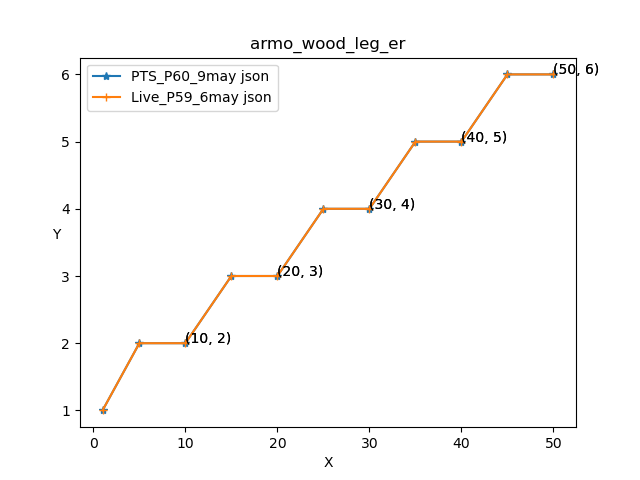 armo_wood_leg_er
PTS_P60_9may json
Live_P59_6may json
(50, 6)
(40, 5)
(30, 4)
(20, 3)
(10, 2)
6
5
4
3
2
1
Y
0 10 20 30 40 50
X